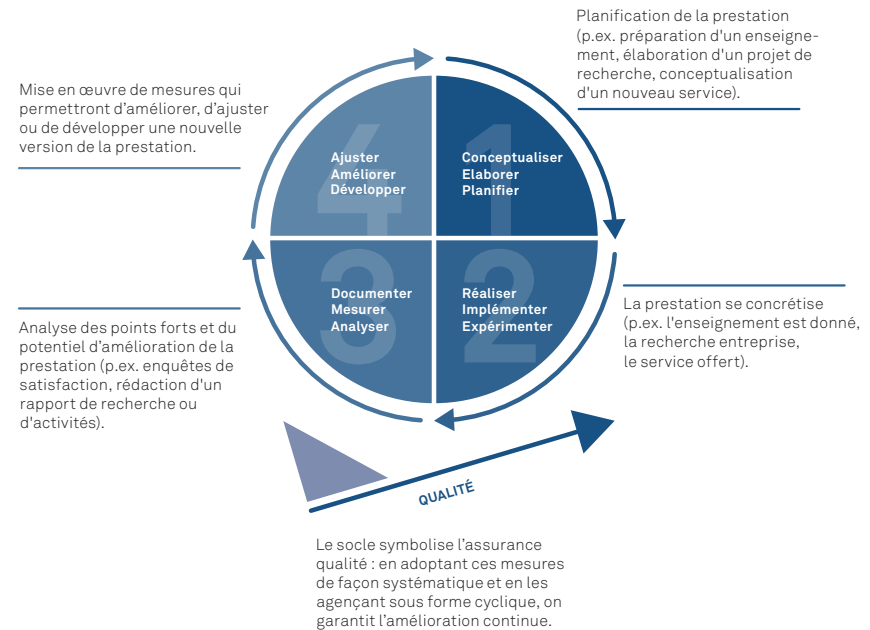 Planification de la prestation
(p.ex. préparation d'un enseigne-
ment, élaboration d'un projet de
recherche, conceptualisation
d'un nouveau service).
Mise en œuvre de mesures qui
permettront d’améliorer, d’ajuster
ou de développer une nouvelle
version de la prestation.
4
Ajuster
Améliorer
Développer
1
Conceptualiser
Elaborer
Planifier
3
Documenter
Mesurer
Analyser
2
Réaliser
Implémenter
Expérimenter
La prestation se concrétise
(p.ex. l'enseignement est donné,
la recherche entreprise,
le service offert).
Analyse des points forts et du
potentiel d’amélioration de la
prestation (p.ex. enquêtes de
satisfaction, rédaction d'un
rapport de recherche ou
d'activités).
QUALITÉ
Le socle symbolise l’assurance
qualité : en adoptant ces mesures
de façon systématique et en les
agençant sous forme cyclique, on
garantit l’amélioration continue.